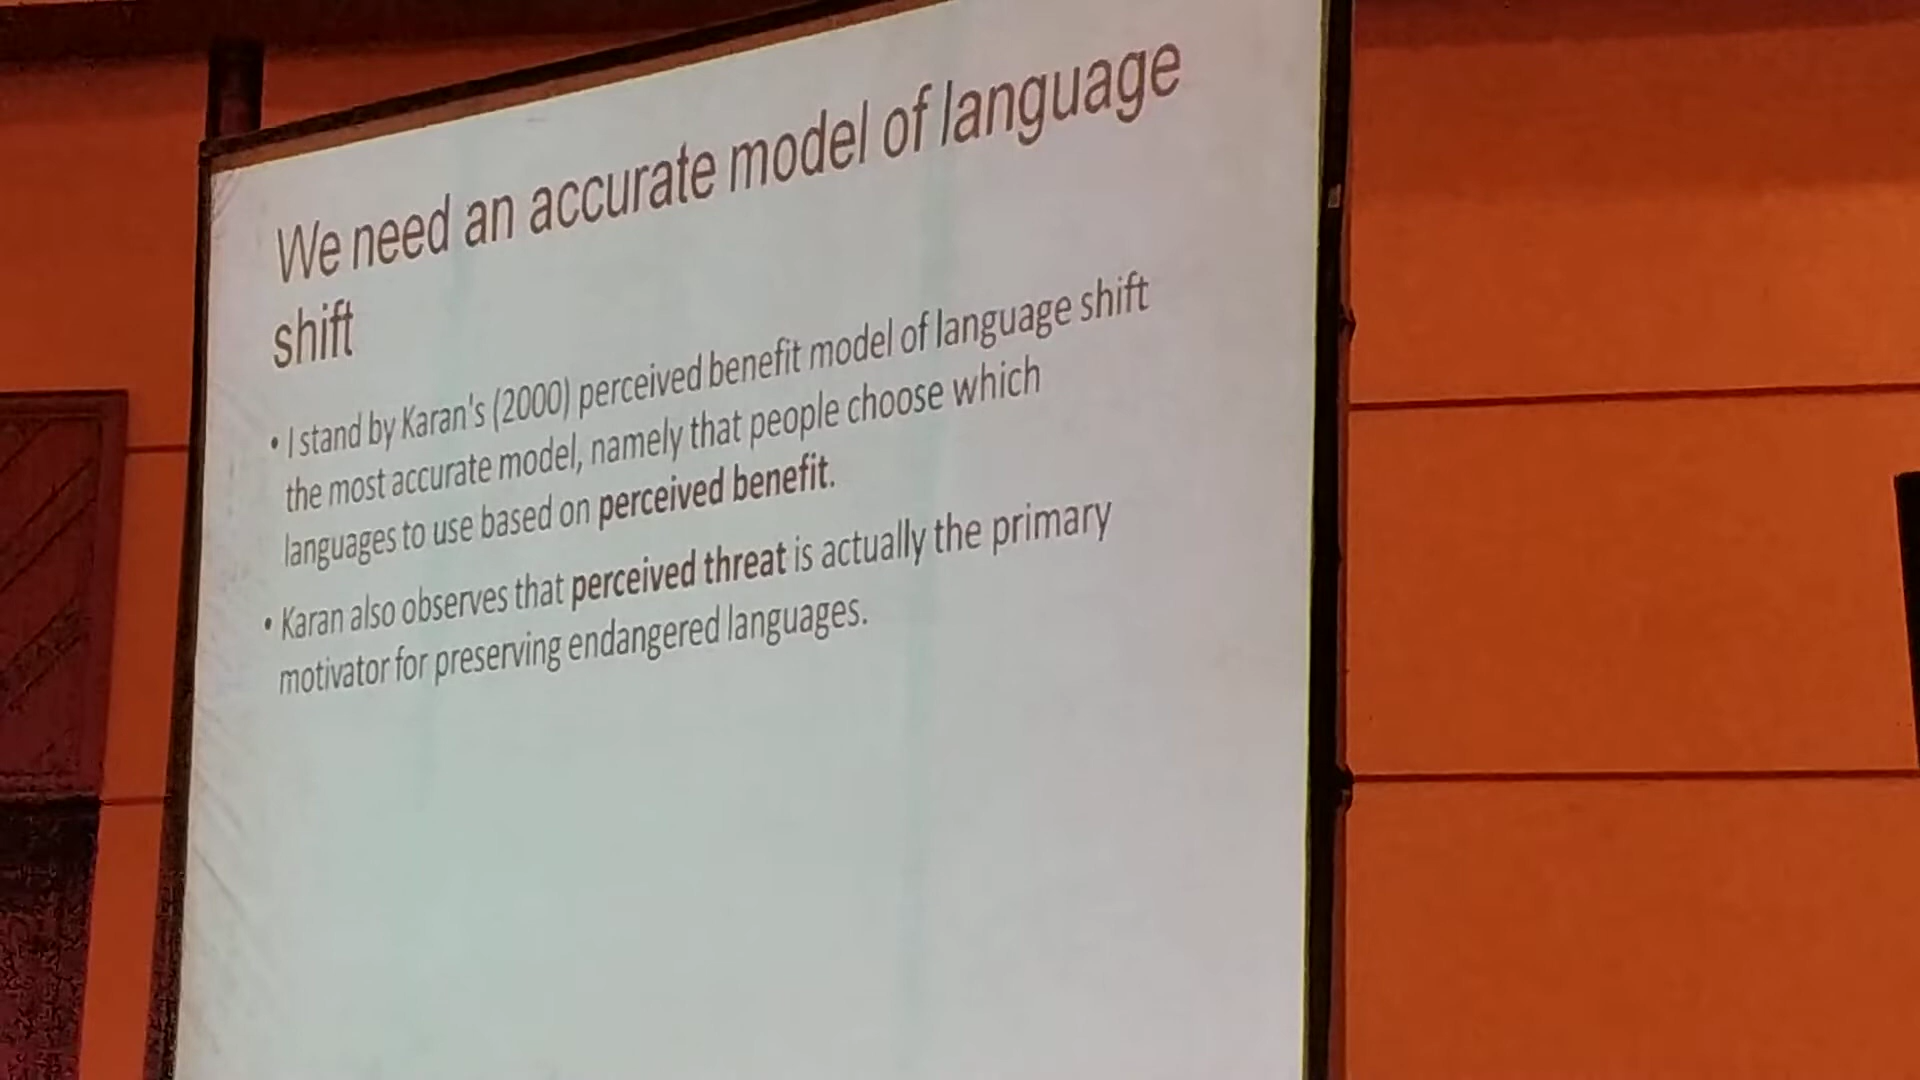 We need an accurate model of language
shift
• I stand by Karan's (2000) perceived benefit model of language shift
the most accurate model, namely that people choose which
languages to use based on perceived benefit.
• Karan also observes that perceived threat is actually the primary
motivator for preserving endangered languages.